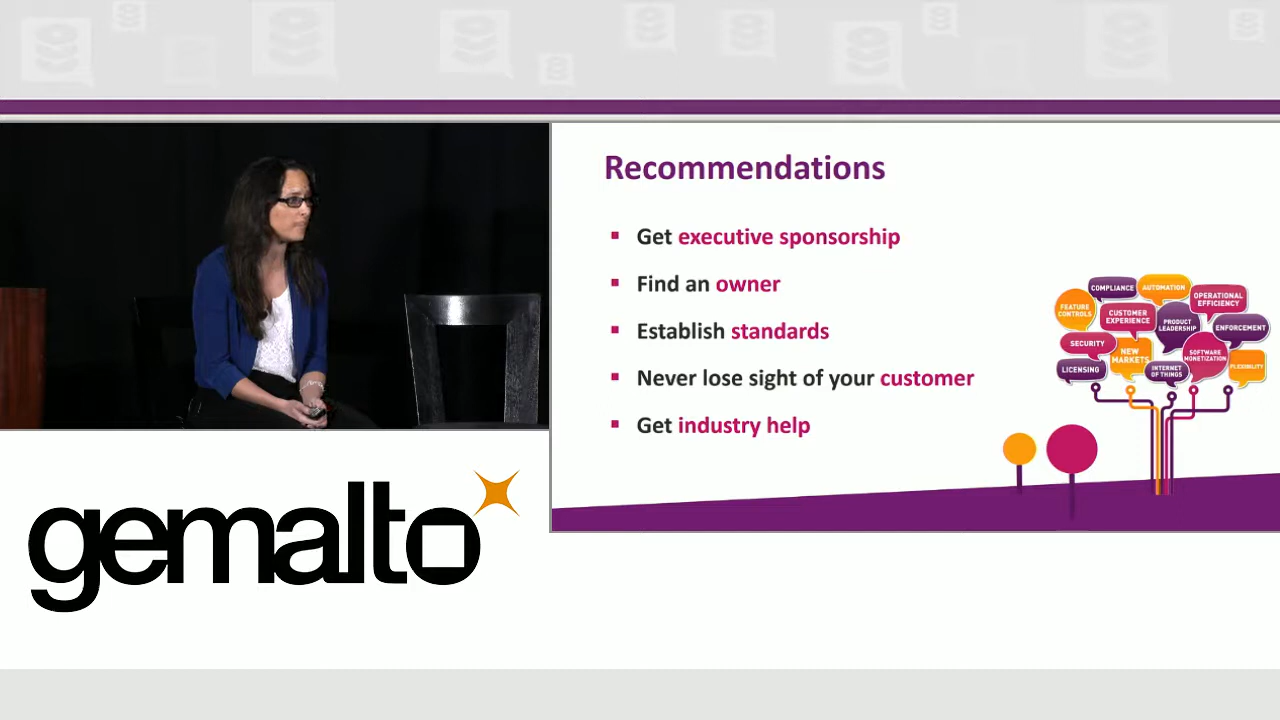 Recommendations
Get executive sponsorship
Find an owner
Establish standards
Never lose sight of your customer
Get industry help
COMPLIANCE
AUTOMATION
FEATURE
CONTROLS
CUSTOMER
EXPERIENCE
PRODUCT
LEADERSHIP
OPERATIONAL
EFFICIENCY
ENFORCEMENT
SECURITY
NEW
MARKETS
SOFTWARE
MONETIZATION
LICENSING
INTERNET
OF THINGS
FLEXIBILITY
gemalto